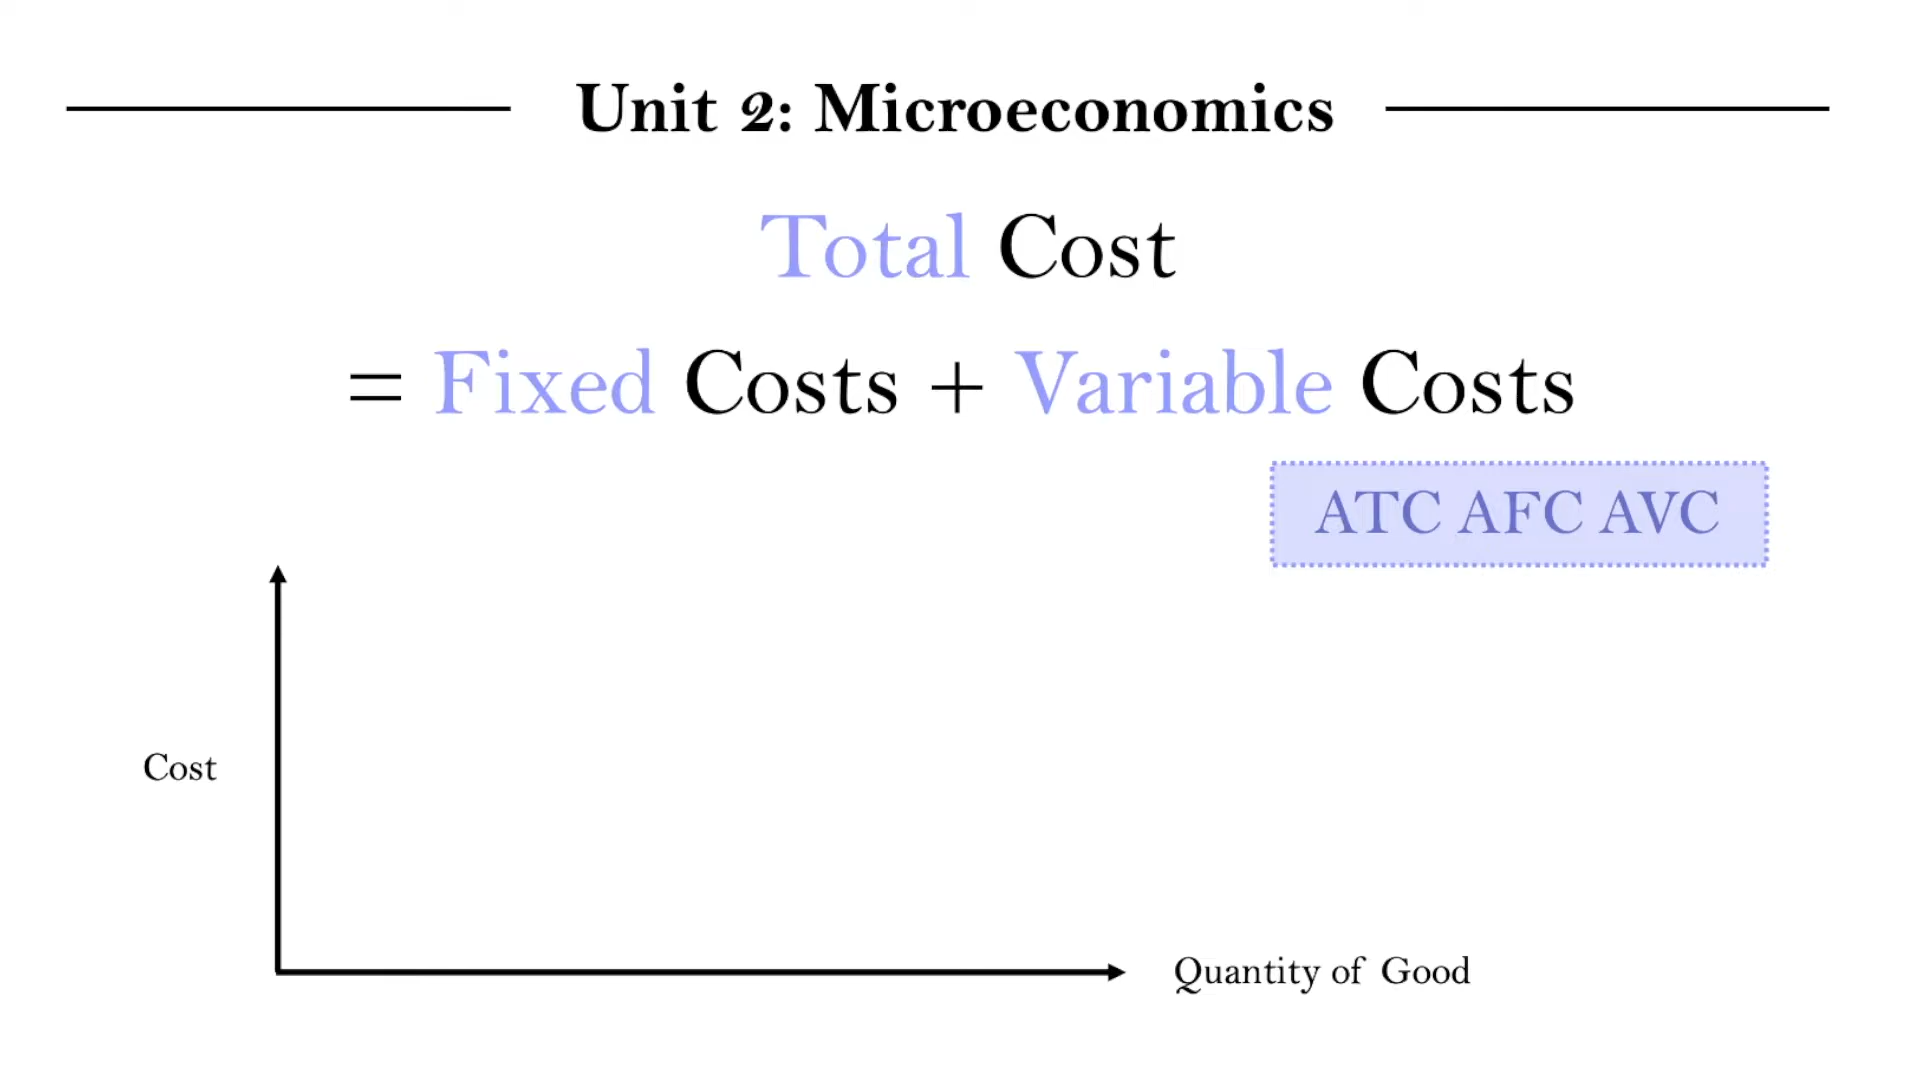 Unit 2: Microeconomics
Total Cost
= Fixed Costs + Variable Costs
ATC AFC AVC
Cost
Quantity of Good